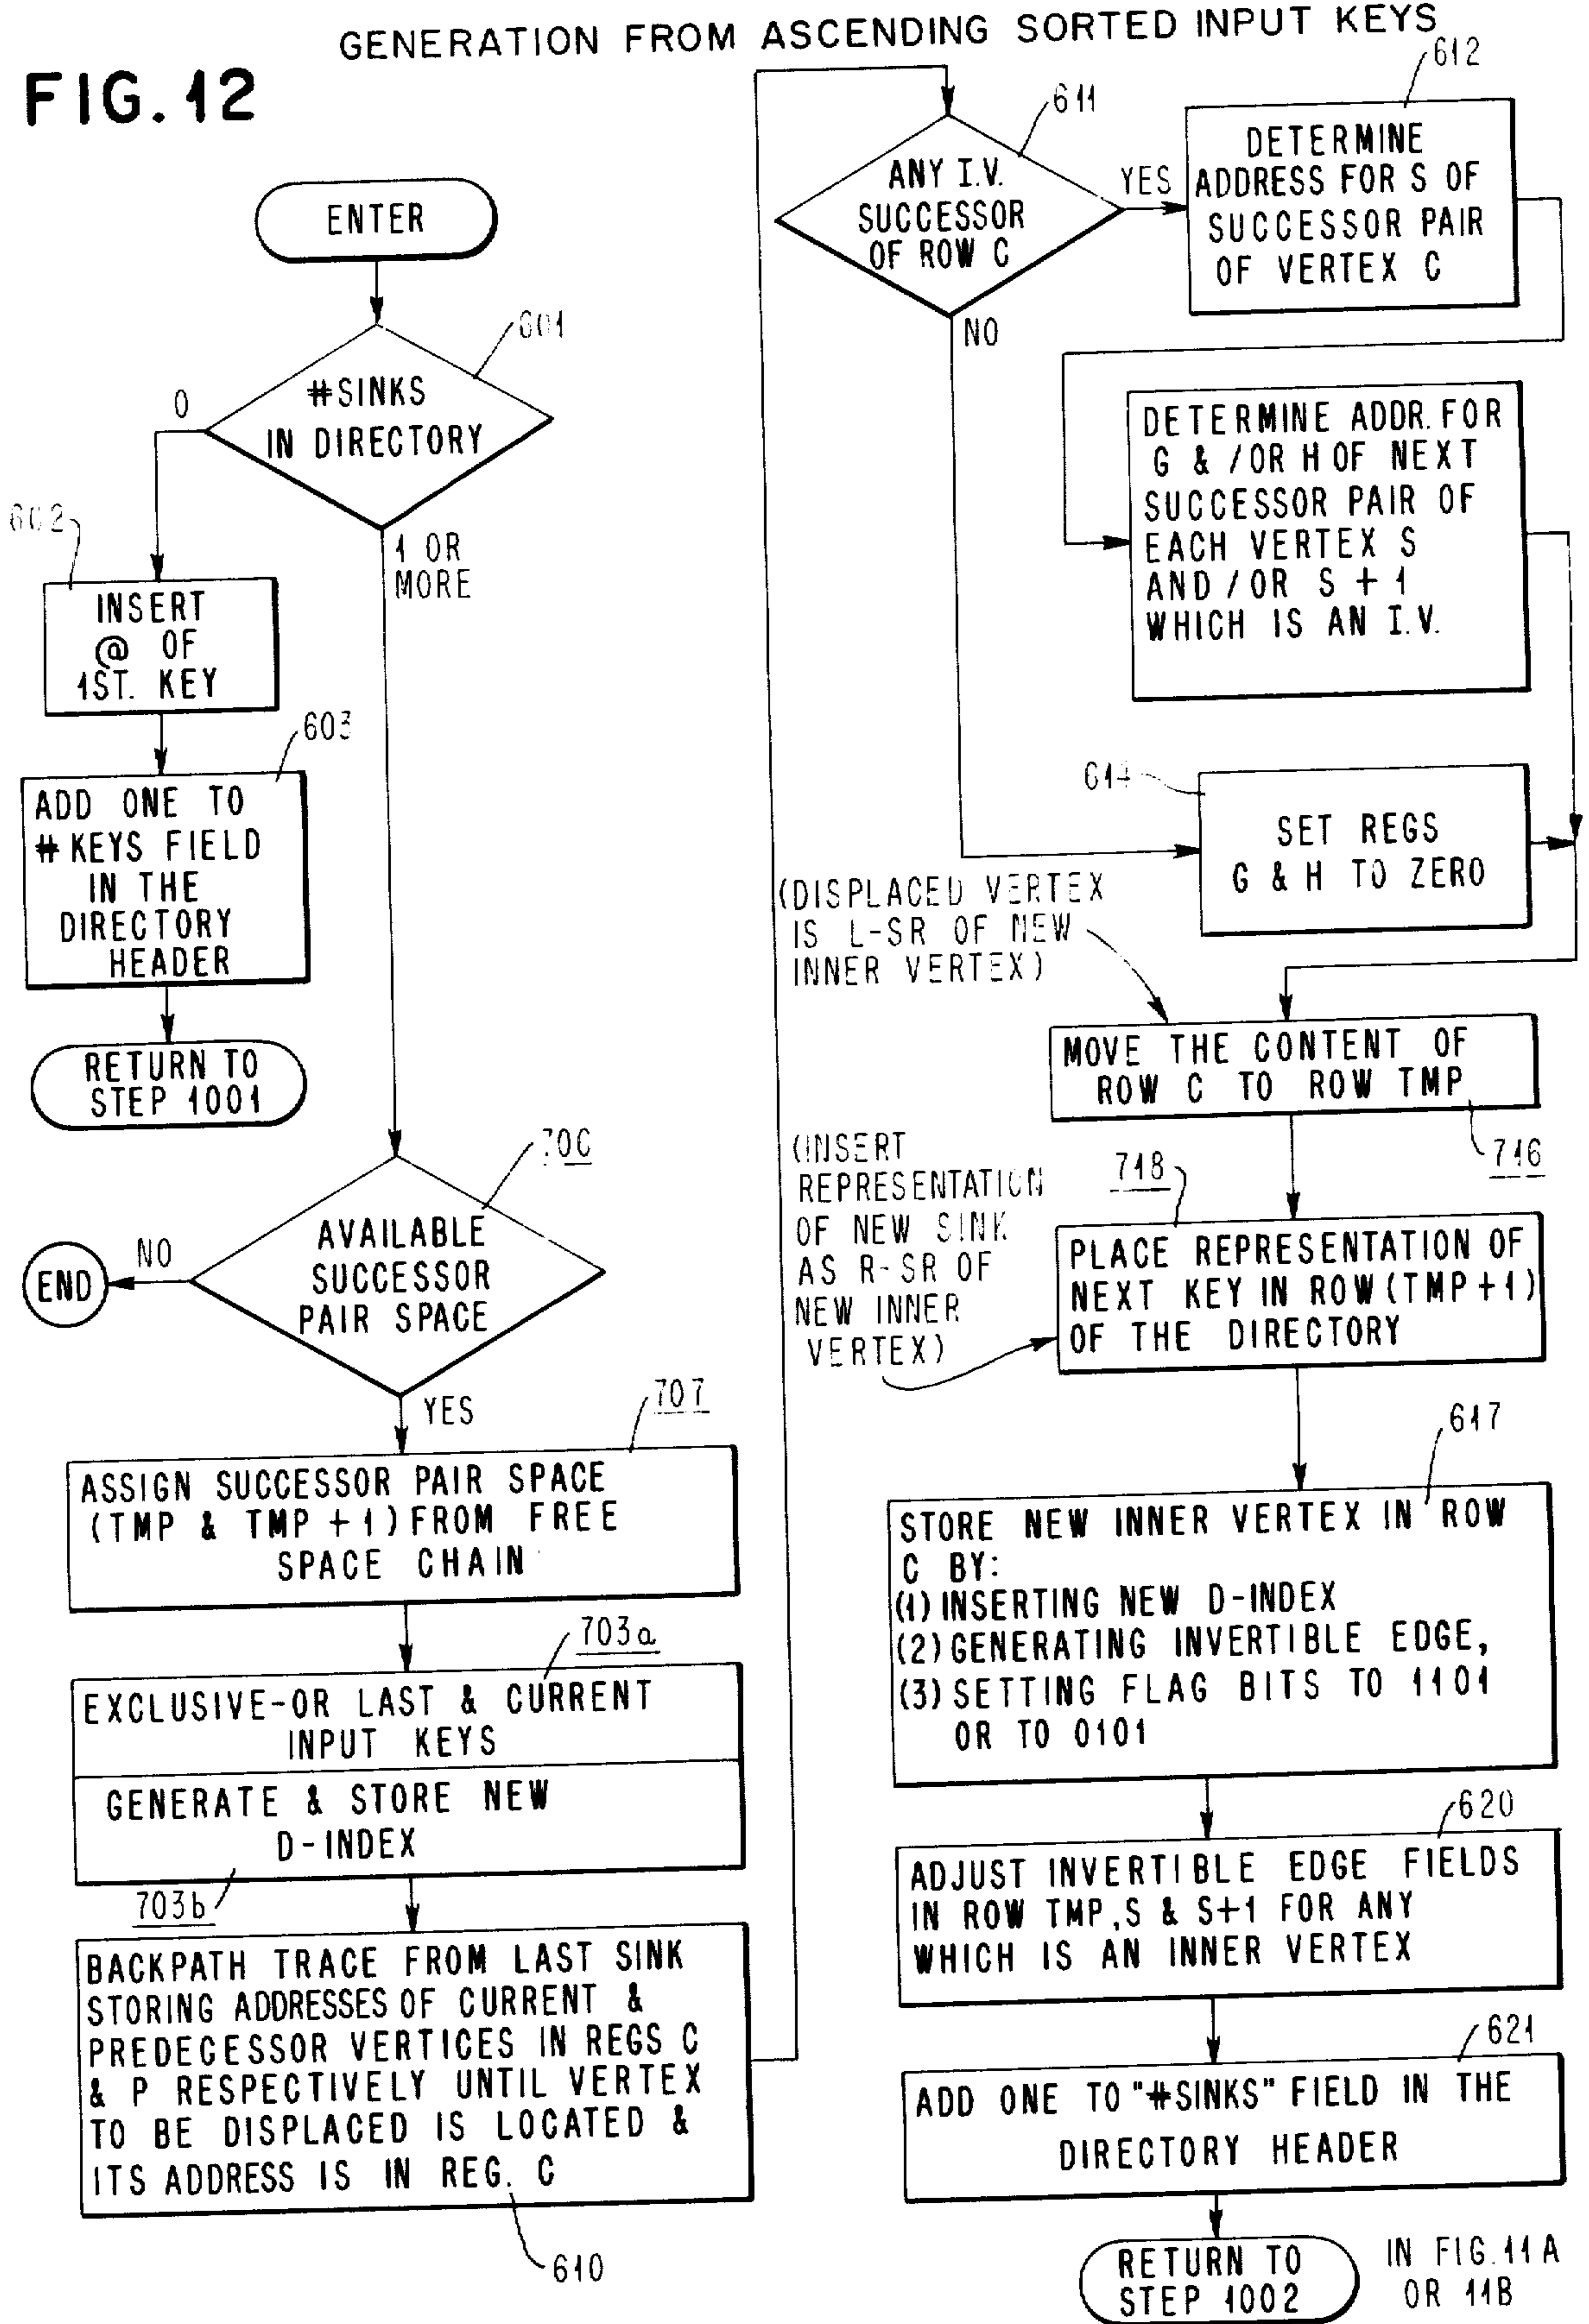 GENERATION FROM ASCENDING SORTED INPUT KEYS
FIG. 12
ENTER
601
#SINKS
IN DIRECTORY
0
1 OR
MORE
602
INSERT
@ OF
1ST. KEY
603
ADD ONE TO
# KEYS FIELD
IN THE
DIRECTORY
HEADER
RETURN TO
STEP 1001
700
AVAILABLE
SUCCESSOR
PAIR SPACE
NO
END
YES
707
ASSIGN SUCCESSOR PAIR SPACE
(TMP & TMP +1) FROM FREE
SPACE CHAIN
703a
EXCLUSIVE-OR LAST & CURRENT
INPUT KEYS
GENERATE & STORE NEW
D-INDEX
703b
BACKPATH TRACE FROM LAST SINK
STORING ADDRESSES OF CURRENT &
PREDECESSOR VERTICES IN REGS C
& P RESPECTIVELY UNTIL VERTEX
TO BE DISPLACED IS LOCATED &
ITS ADDRESS IS IN REG. C
610
611
ANY I.V.
SUCCESSOR
OF ROW C
YES
NO
612
DETERMINE
ADDRESS FOR S OF
SUCCESSOR PAIR
OF VERTEX C
DETERMINE ADDR. FOR
G & /OR H OF NEXT
SUCCESSOR PAIR OF
EACH VERTEX S
AND /OR S + 1
WHICH IS AN I.V.
614
SET REGS
G & H TO ZERO
(DISPLACED VERTEX
IS L-SR OF NEW
INNER VERTEX)
MOVE THE CONTENT OF
ROW C TO ROW TMP
716
(INSERT
REPRESENTATION
OF NEW SINK
AS R-SR OF
NEW INNER
VERTEX)
718
PLACE REPRESENTATION OF
NEXT KEY IN ROW (TMP+1)
OF THE DIRECTORY
617
STORE NEW INNER VERTEX IN ROW
C BY:
(1) INSERTING NEW D-INDEX
(2) GENERATING INVERTIBLE EDGE,
(3) SETTING FLAG BITS TO 1101
OR TO 0101
620
ADJUST INVERTIBLE EDGE FIELDS
IN ROW TMP, S & S+1 FOR ANY
WHICH IS AN INNER VERTEX
621
ADD ONE TO "#SINKS" FIELD IN THE
DIRECTORY HEADER
RETURN TO
STEP 1002
IN FIG. 11A
OR 11B